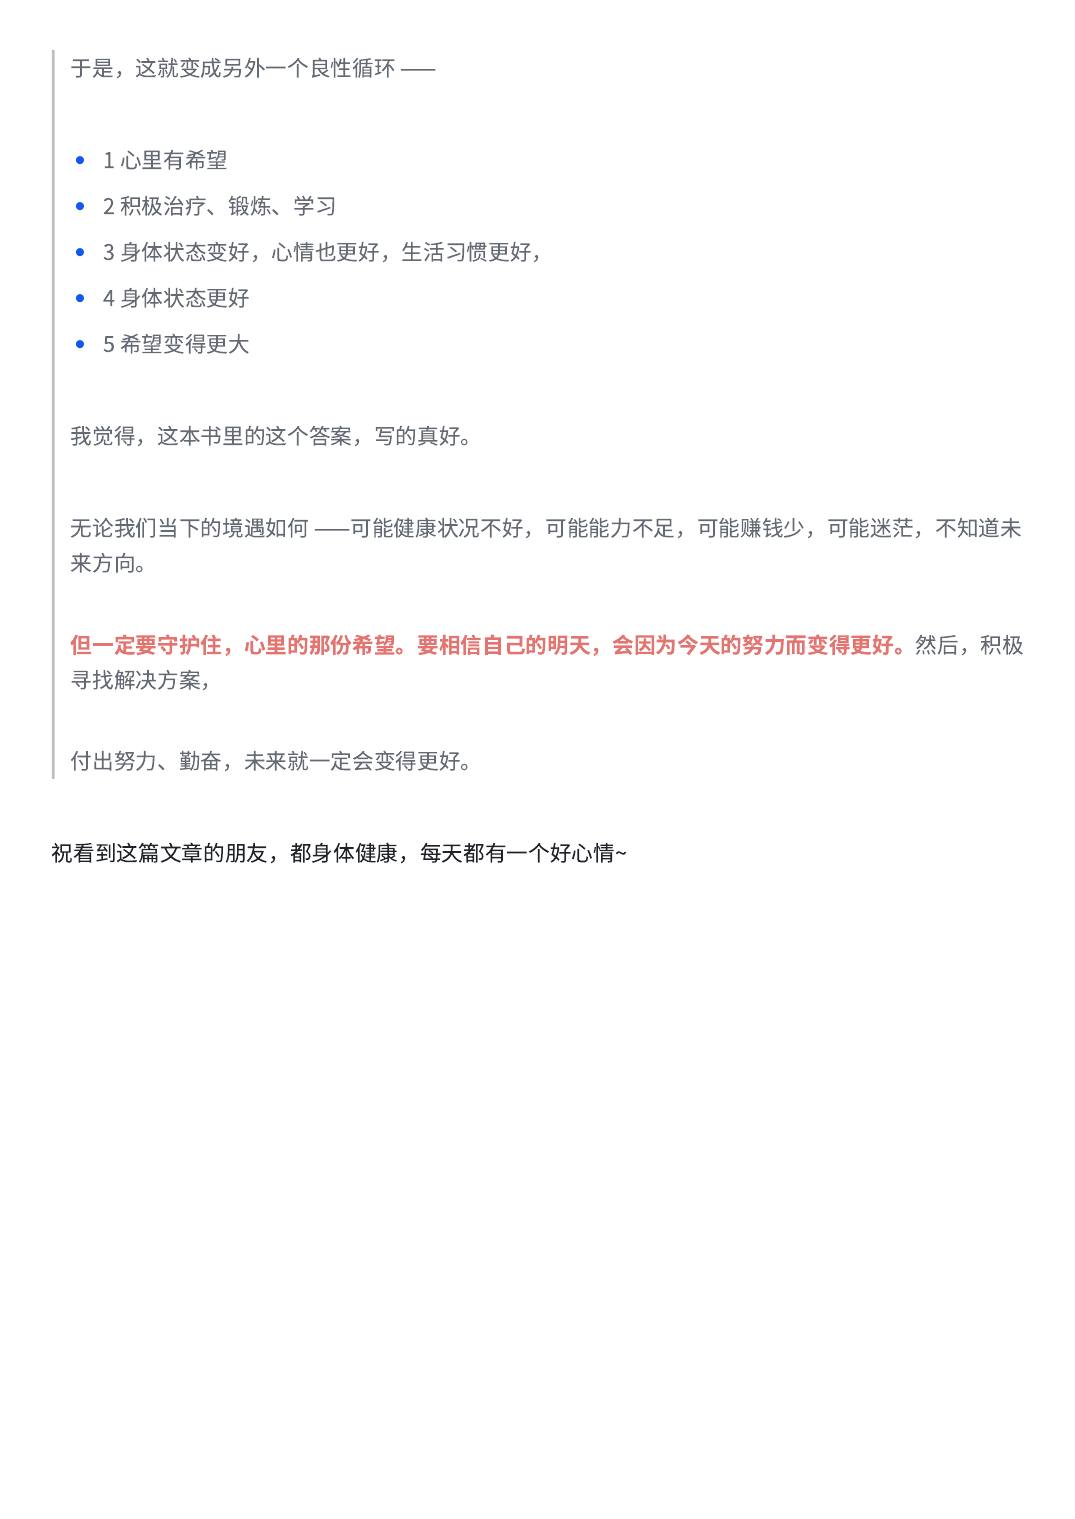 于是，这就变成另外一个良性循环 ——
• 1 心里有希望
• 2 积极治疗、锻炼、学习
• 3 身体状态变好，心情也更好，生活习惯更好，
• 4 身体状态更好
• 5 希望变得更大
我觉得，这本书里的这个答案，写的真好。
无论我们当下的境遇如何 ——可能健康状况不好，可能能力不足，可能赚钱少，可能迷茫，不知道未
来方向。
但一定要守护住，心里的那份希望。要相信自己的明天，会因为今天的努力而变得更好。然后，积极
寻找解决方案，
付出努力、勤奋，未来就一定会变得更好。
祝看到这篇文章的朋友，都身体健康，每天都有一个好心情~